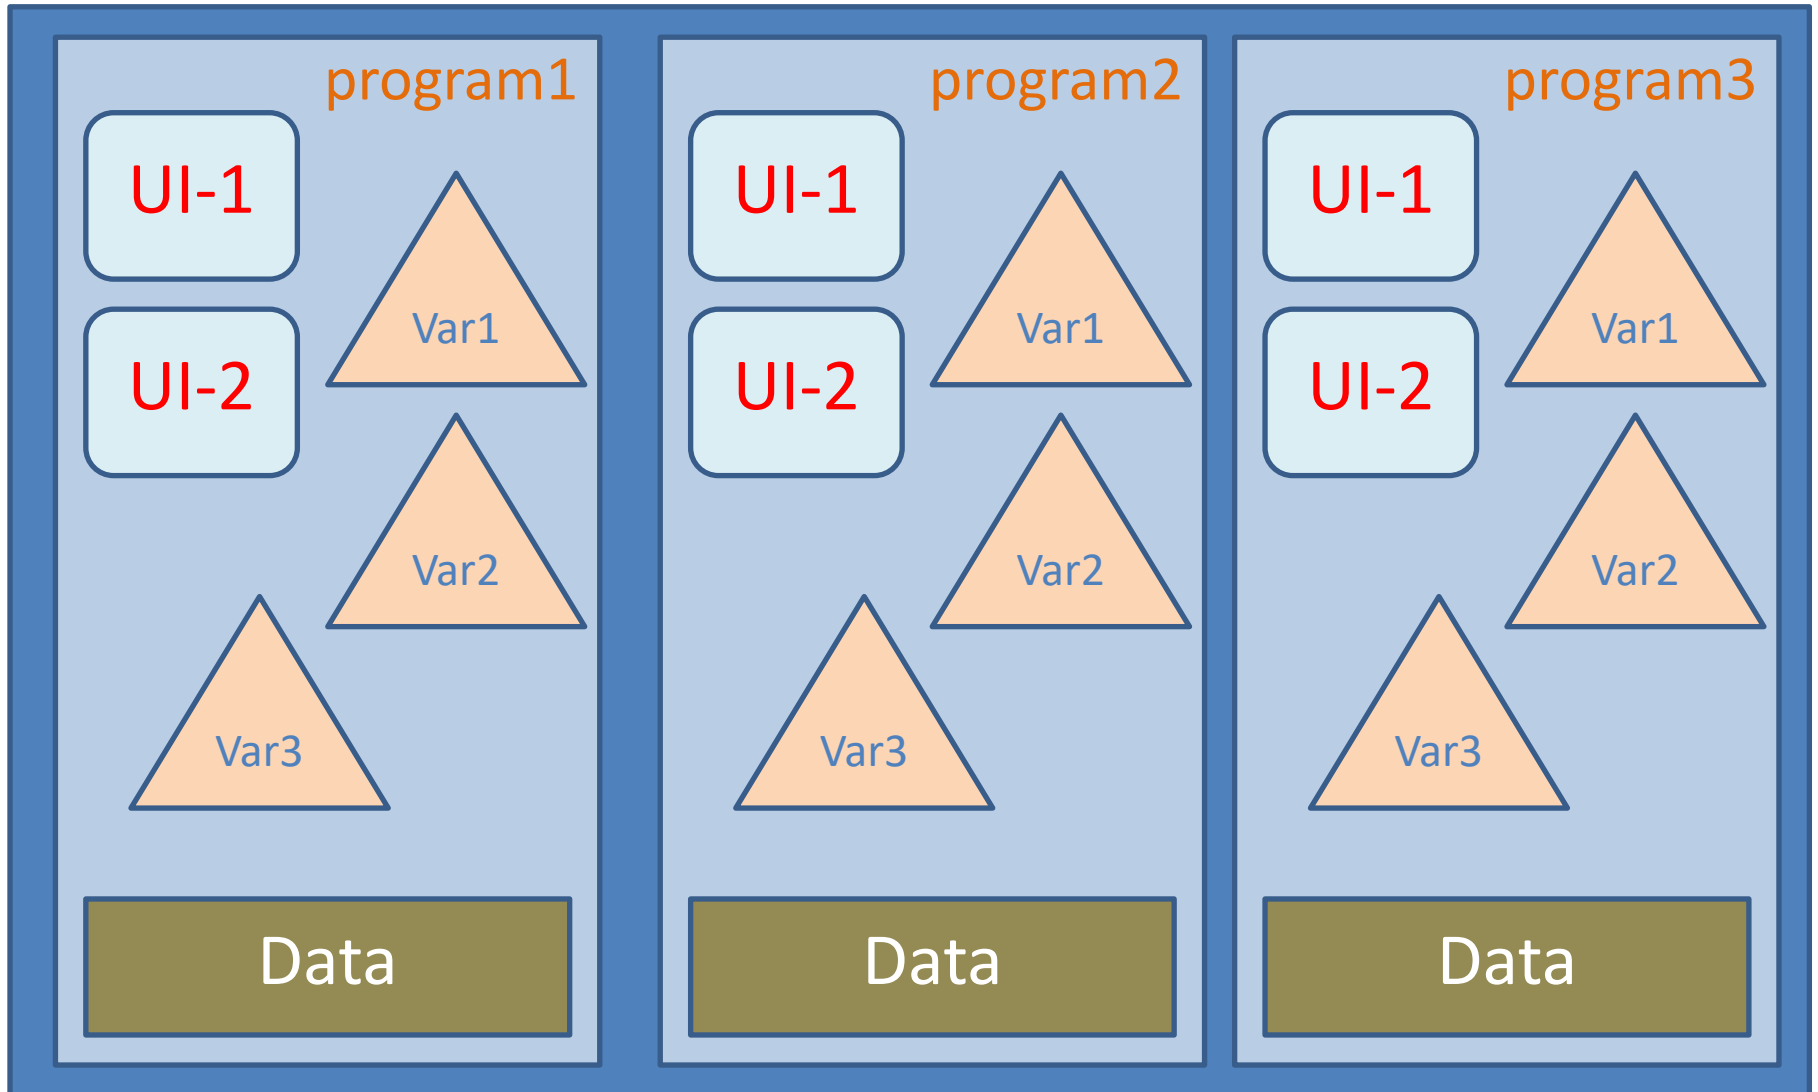 program1
UI-1
Var1
UI-2
Var2
Var3
Data
program2
UI-1
Var1
UI-2
Var2
Var3
Data
program3
UI-1
Var1
UI-2
Var2
Var3
Data